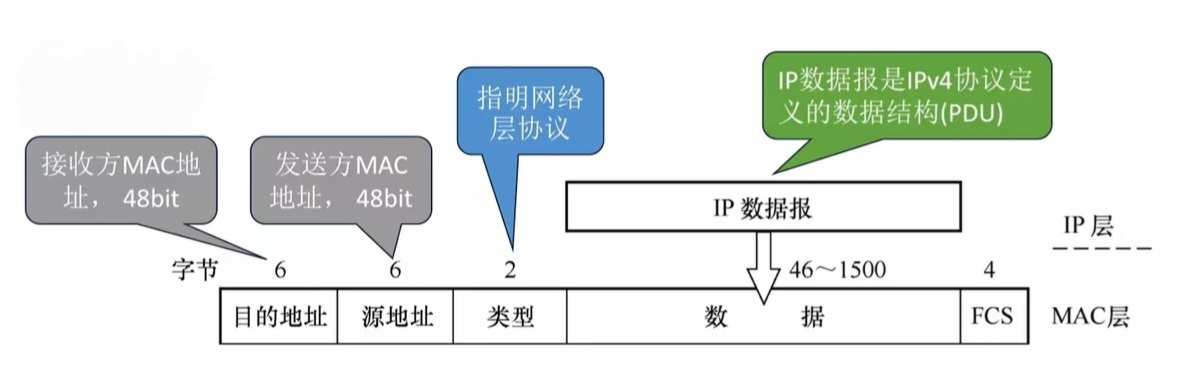 指明网络
层协议
IP数据报是IPv4协议定
义的数据结构(PDU)
接收方MAC地
址， 48bit
发送方MAC
地址， 48bit
IP 数据报
IP 层
字节 6 6 2 46～1500 4
目的地址 源地址 类型 数 据 FCS MAC层